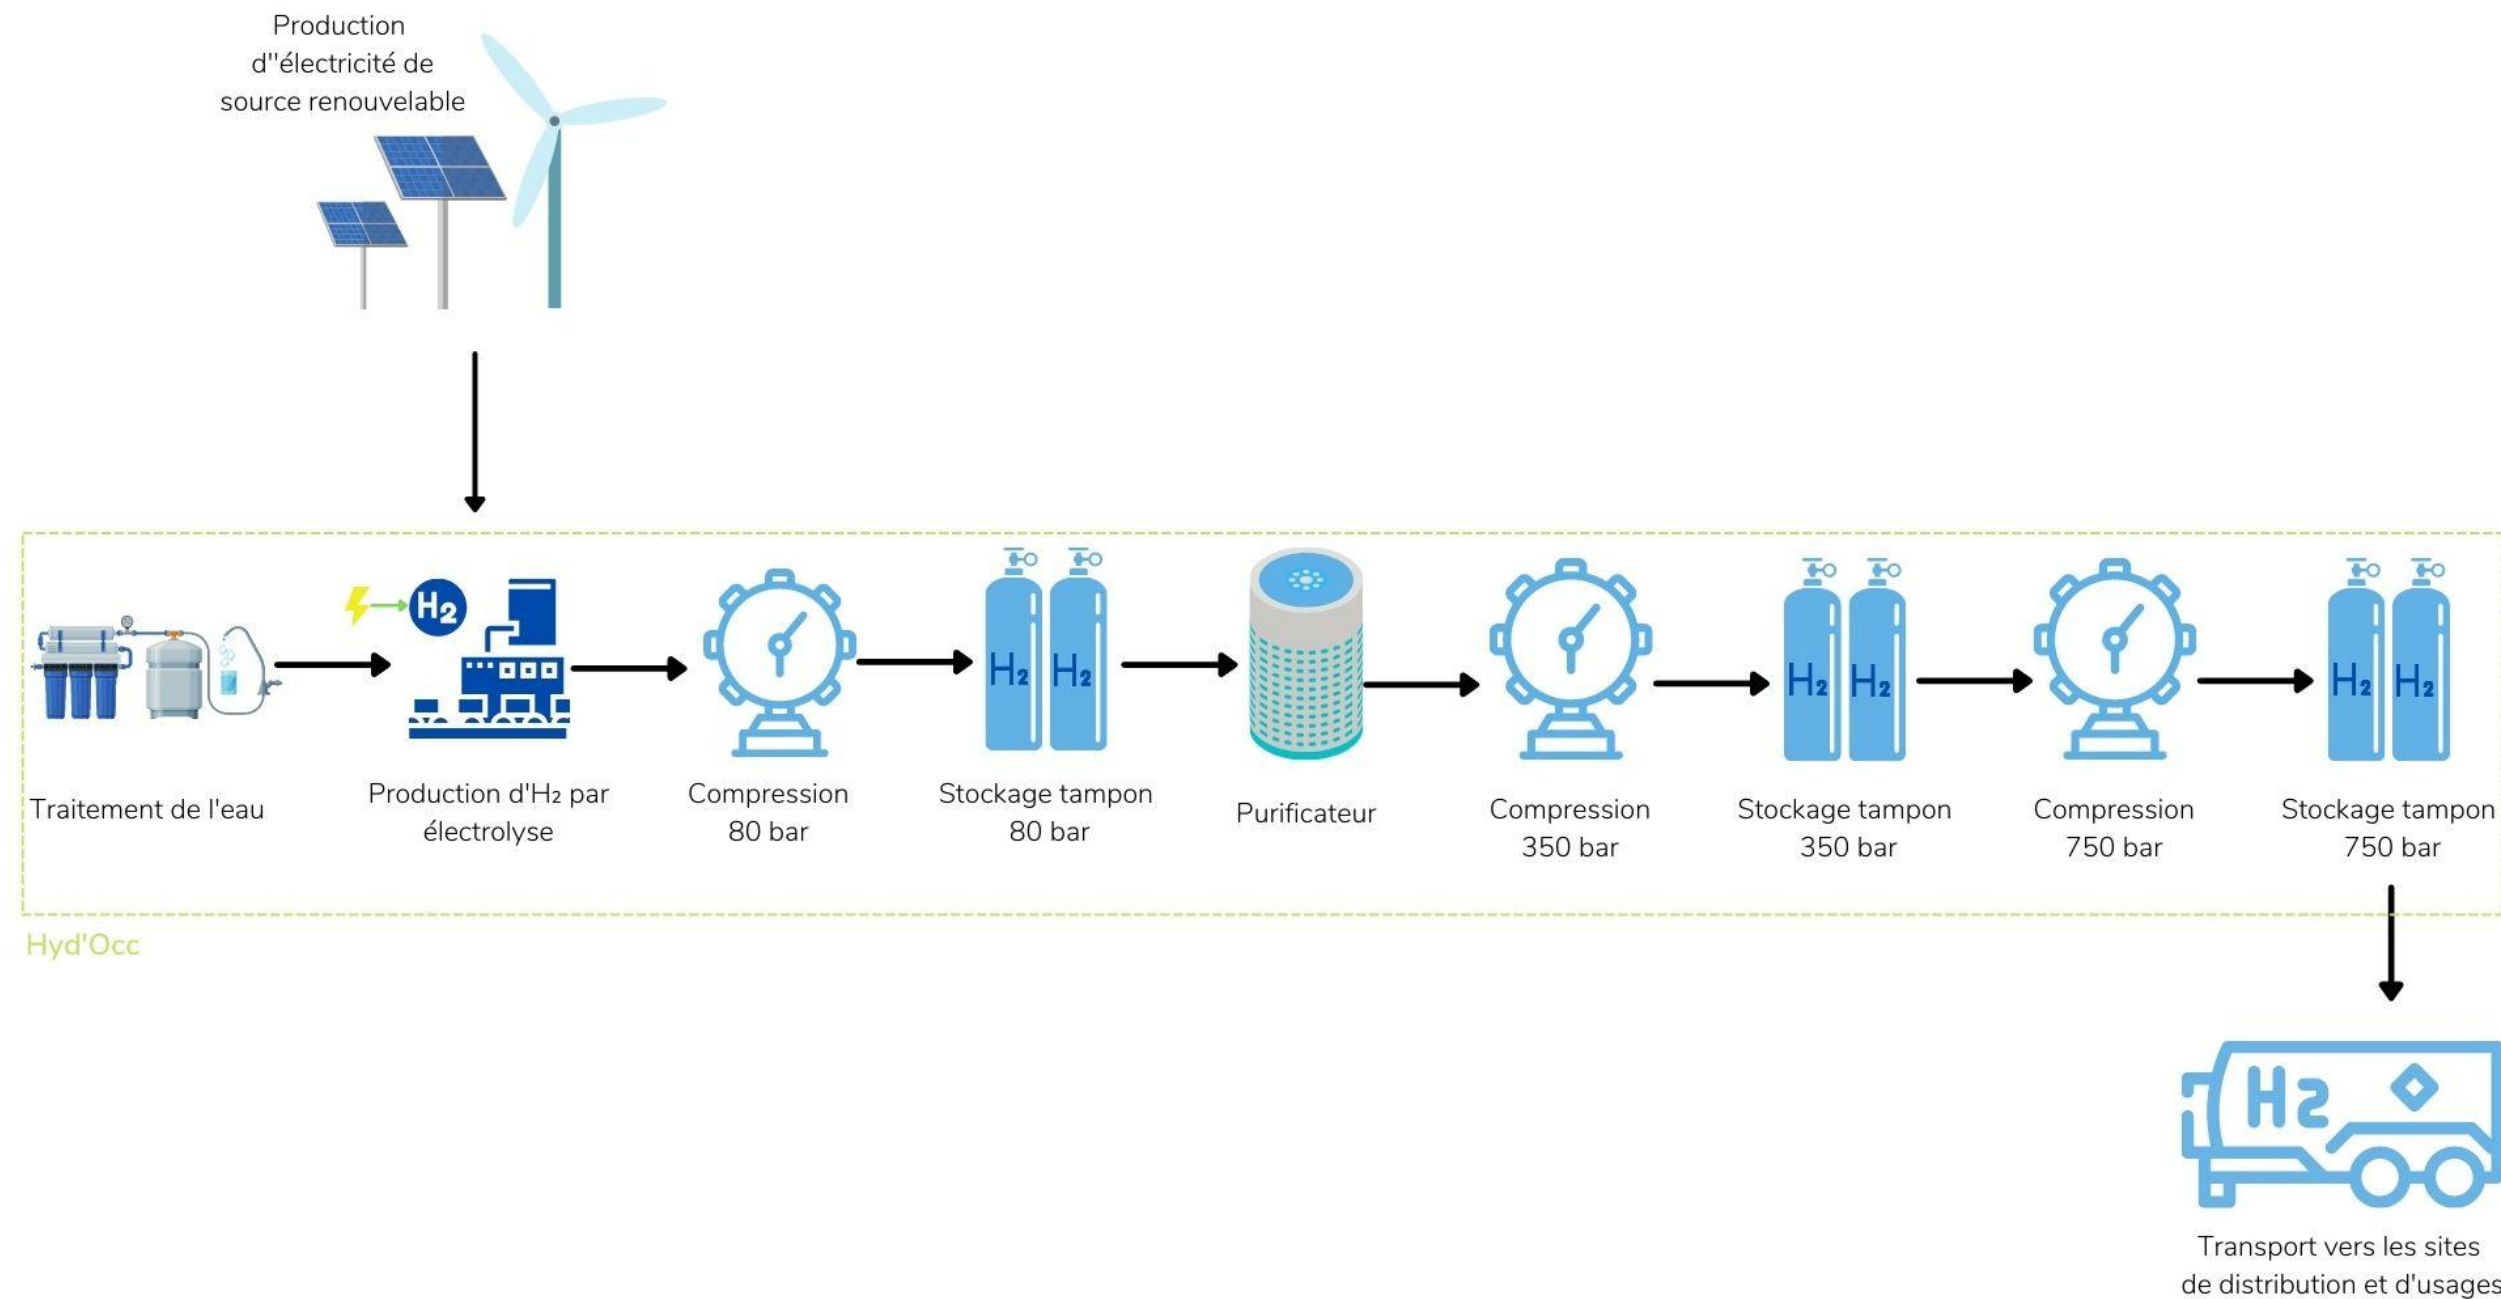 Production
d''électricité de
source renouvelable
H2
H₂ H₂
H₂ H₂
H₂ H₂
Traitement de l'eau
Production d'H₂ par
électrolyse
Compression
80 bar
Stockage tampon
80 bar
Purificateur
Compression
350 bar
Stockage tampon
350 bar
Compression
750 bar
Stockage tampon
750 bar
Hyd'Occ
H2
Transport vers les sites
de distribution et d'usages